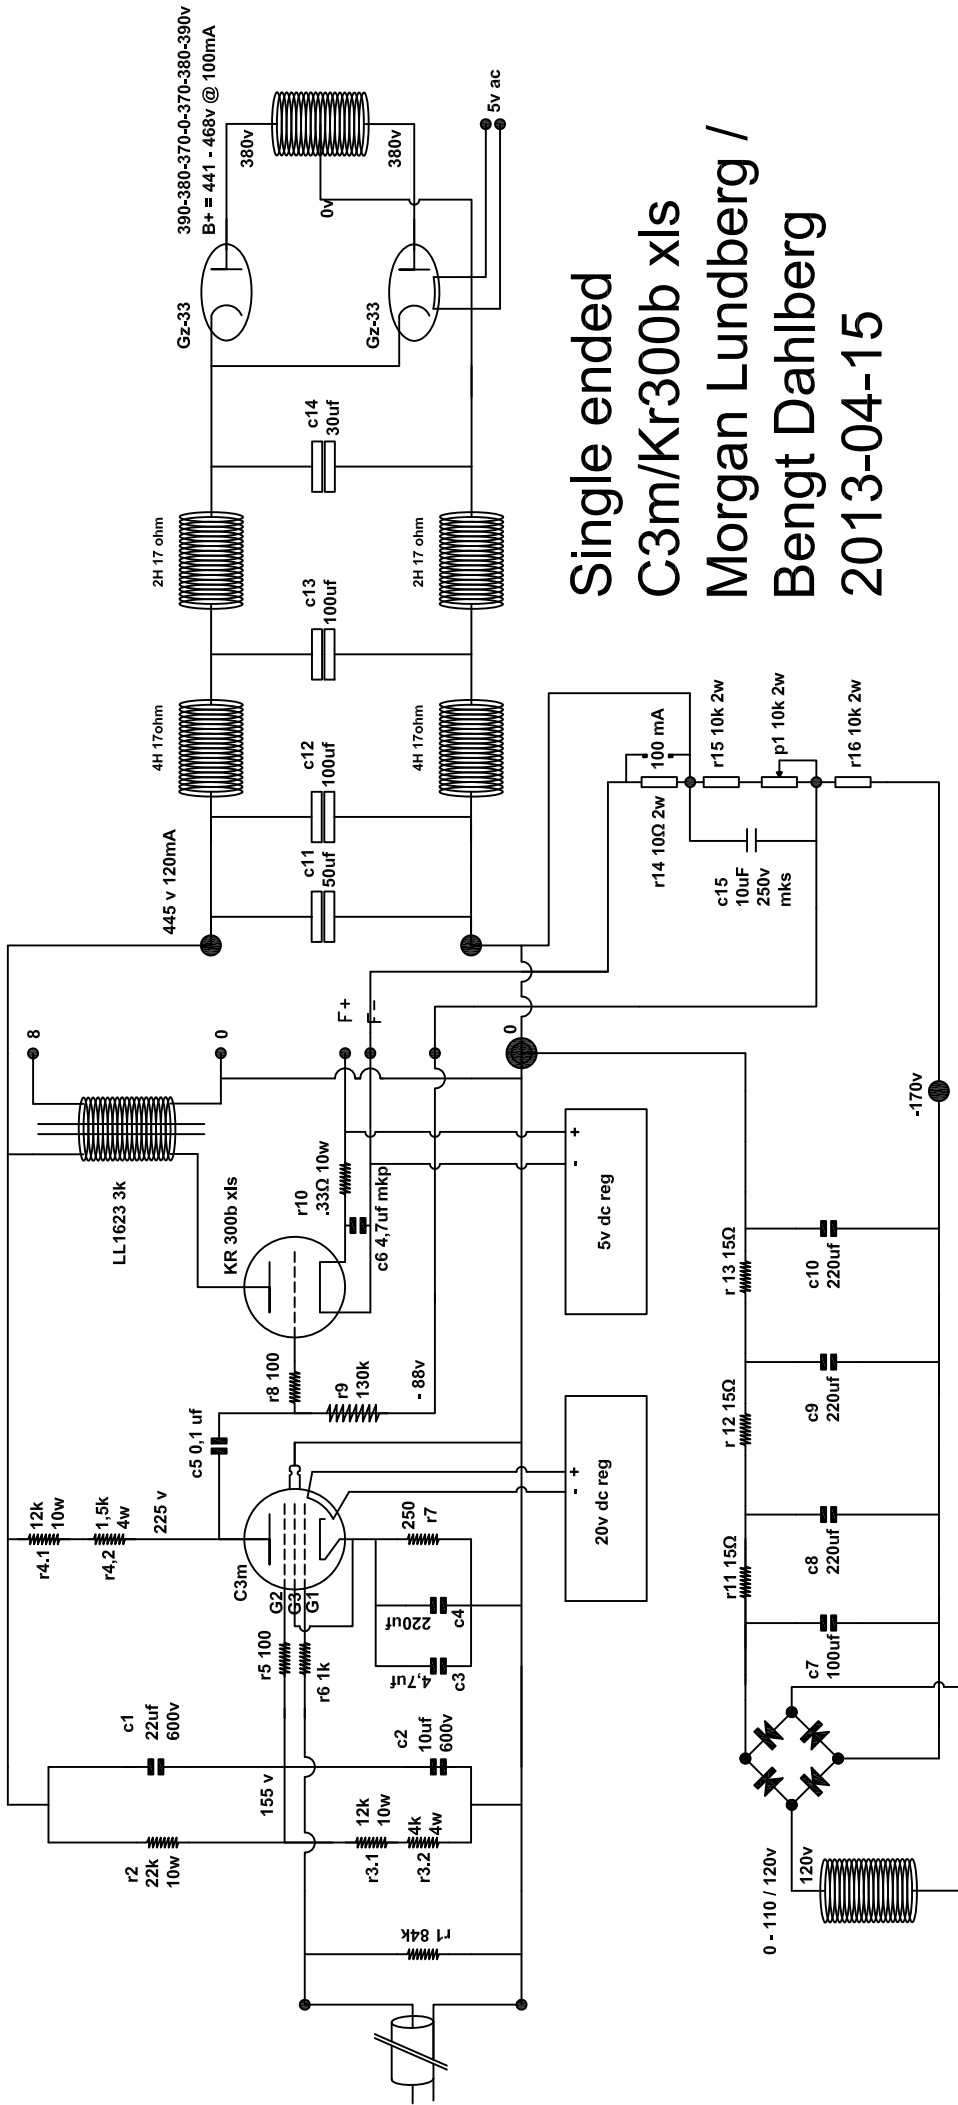 390-380-370-0-370-380-390v
B+ = 441 - 468v @ 100mA
380v
380v
0v
5v ac
Gz-33
Gz-33
c14
30uf
2H 17 ohm
2H 17 ohm
c13
100uf
4H 17ohm
4H 17ohm
c12
100uf
c11
50uf
445 v 120mA
8
0
F+
F-
0
LL1623 3k
KR 300b xls
r10
.33Ω 10w
c6 4,7uf mkp
+
-
5v dc reg
r8 100
r9
130k
- 88v
c5 0,1 uf
12k
10w
r4.1
1,5k
4w
r4,2
225 v
C3m
G2
G3
G1
250
r7
+
-
20v dc reg
220uf
c4
4,7uf
c3
r5 100
r6 1k
c1
22uf
600v
c2
10uf
600v
155 v
r2
22k
10w
12k
10w
r3.1
4k
4w
r3.2
r1 84k
Single ended
C3m/Kr300b xls
Morgan Lundberg /
Bengt Dahlberg
2013-04-15
100 mA
r14 10Ω 2w
r15 10k 2w
p1 10k 2w
r16 10k 2w
c15
10uF
250v
mks
-170v
r 13 15Ω
c10
220uf
r 12 15Ω
c9
220uf
r11 15Ω
c8
220uf
c7
100uf
120v
0 - 110 / 120v